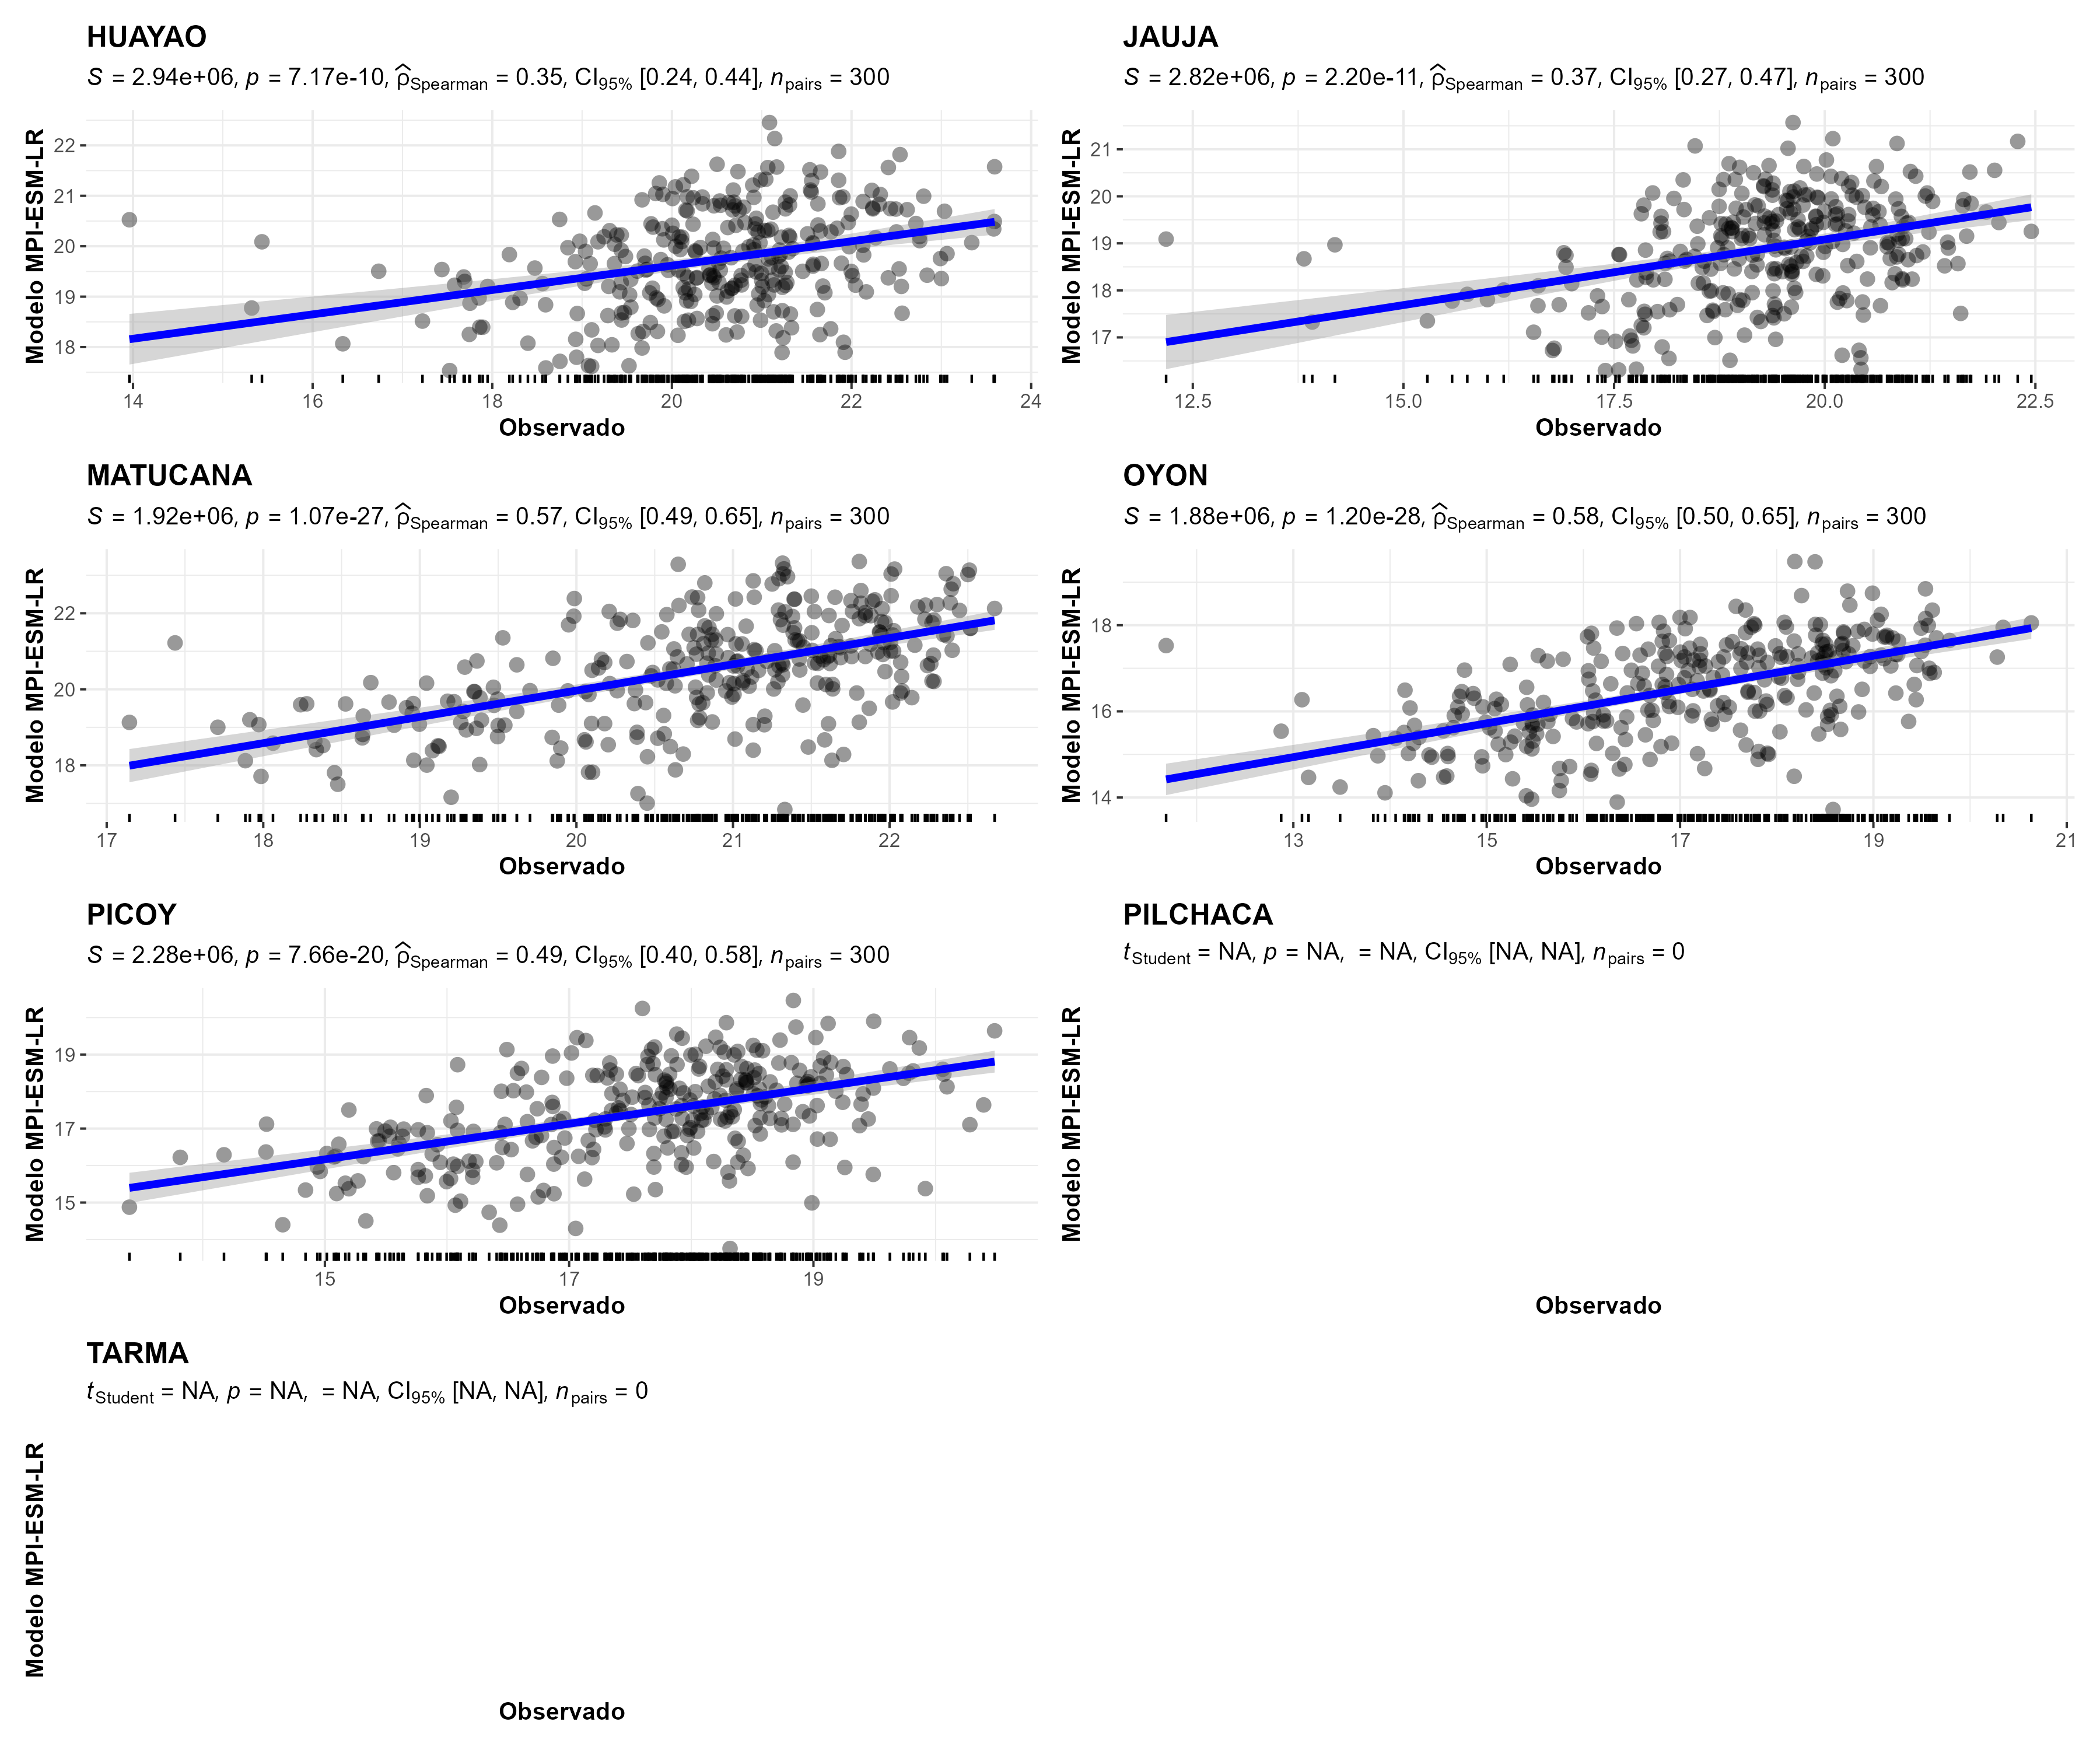 HUAYAO
S = 2.94e+06, p = 7.17e-10, ρ̂Spearman = 0.35, CI95% [0.24, 0.44], npairs = 300
Modelo MPI-ESM-LR
22
21
20
19
18
14 16 18 20 22 24
Observado
JAUJA
S = 2.82e+06, p = 2.20e-11, ρ̂Spearman = 0.37, CI95% [0.27, 0.47], npairs = 300
Modelo MPI-ESM-LR
21
20
19
18
17
12.5 15.0 17.5 20.0 22.5
Observado
MATUCANA
S = 1.92e+06, p = 1.07e-27, ρ̂Spearman = 0.57, CI95% [0.49, 0.65], npairs = 300
Modelo MPI-ESM-LR
22
20
18
17 18 19 20 21 22
Observado
OYON
S = 1.88e+06, p = 1.20e-28, ρ̂Spearman = 0.58, CI95% [0.50, 0.65], npairs = 300
Modelo MPI-ESM-LR
18
16
14
13 15 17 19 21
Observado
PICOY
S = 2.28e+06, p = 7.66e-20, ρ̂Spearman = 0.49, CI95% [0.40, 0.58], npairs = 300
Modelo MPI-ESM-LR
19
17
15
15 17 19
Observado
PILCHACA
tStudent = NA, p = NA, = NA, CI95% [NA, NA], npairs = 0
Modelo MPI-ESM-LR
Observado
TARMA
tStudent = NA, p = NA, = NA, CI95% [NA, NA], npairs = 0
Modelo MPI-ESM-LR
Observado